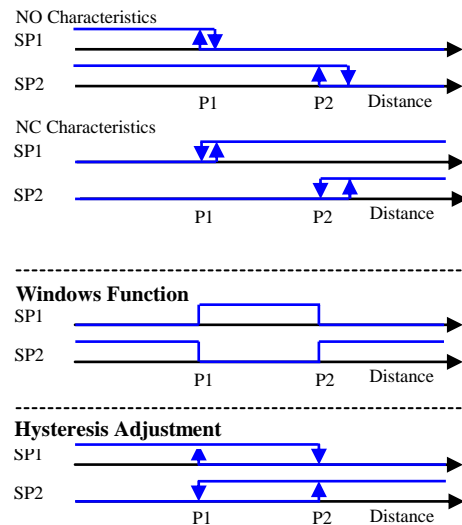 NO Characteristics
SP1
SP2
P1 P2 Distance
NC Characteristics
SP1
SP2
P1 P2 Distance
Windows Function
SP1
SP2
P1 P2 Distance
Hysteresis Adjustment
SP1
SP2
P1 P2 Distance